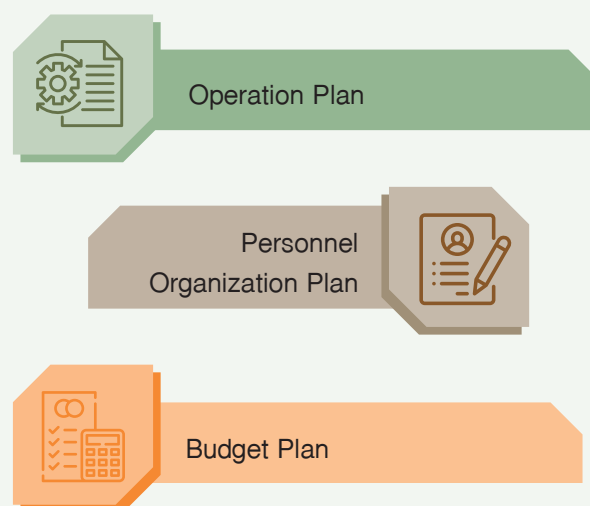 Operation Plan
Personnel
Organization Plan
Budget Plan